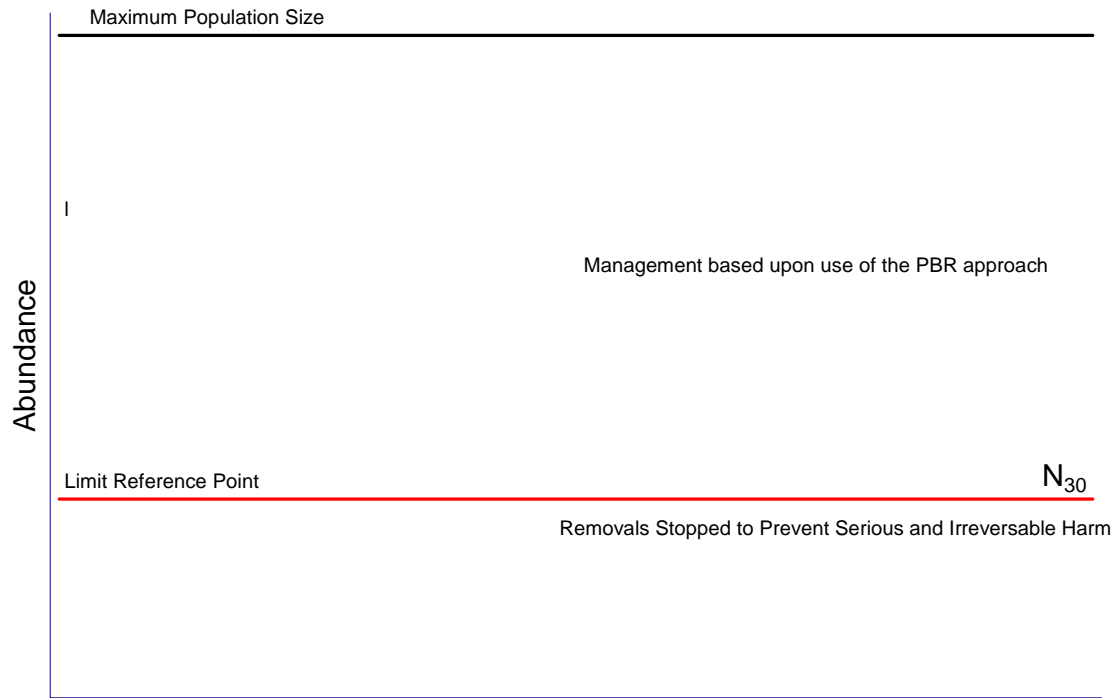 Maximum Population Size
l
Management based upon use of the PBR approach
Abundance
Limit Reference Point
N30
Removals Stopped to Prevent Serious and Irreversable Harm